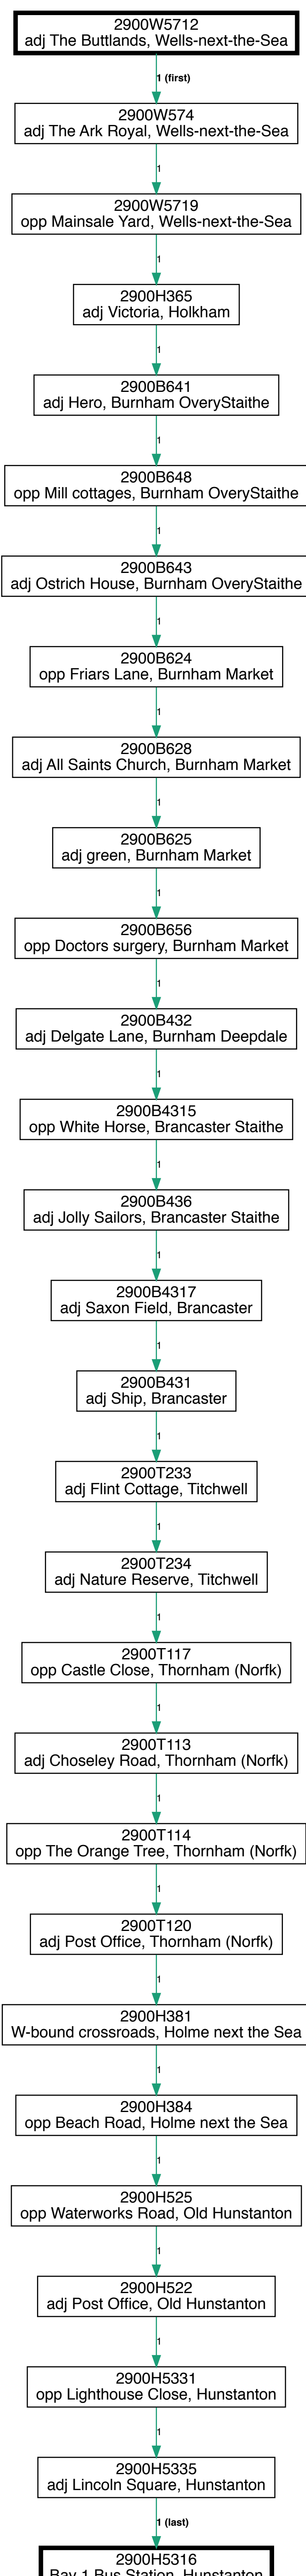 2900W5712
adj The Buttlands, Wells-next-the-Sea
1 (first)
2900W574
adj The Ark Royal, Wells-next-the-Sea
1
2900W5719
opp Mainsale Yard, Wells-next-the-Sea
1
2900H365
adj Victoria, Holkham
1
2900B641
adj Hero, Burnham OveryStaithe
1
2900B648
opp Mill cottages, Burnham OveryStaithe
1
2900B643
adj Ostrich House, Burnham OveryStaithe
1
2900B624
opp Friars Lane, Burnham Market
1
2900B628
adj All Saints Church, Burnham Market
1
2900B625
adj green, Burnham Market
1
2900B656
opp Doctors surgery, Burnham Market
1
2900B432
adj Delgate Lane, Burnham Deepdale
1
2900B4315
opp White Horse, Brancaster Staithe
1
2900B436
adj Jolly Sailors, Brancaster Staithe
1
2900B4317
adj Saxon Field, Brancaster
1
2900B431
adj Ship, Brancaster
1
2900T233
adj Flint Cottage, Titchwell
1
2900T234
adj Nature Reserve, Titchwell
1
2900T117
opp Castle Close, Thornham (Norfk)
1
2900T113
adj Choseley Road, Thornham (Norfk)
1
2900T114
opp The Orange Tree, Thornham (Norfk)
1
2900T120
adj Post Office, Thornham (Norfk)
1
2900H381
W-bound crossroads, Holme next the Sea
1
2900H384
opp Beach Road, Holme next the Sea
1
2900H525
opp Waterworks Road, Old Hunstanton
1
2900H522
adj Post Office, Old Hunstanton
1
2900H5331
opp Lighthouse Close, Hunstanton
1
2900H5335
adj Lincoln Square, Hunstanton
1 (last)
2900H5316
Bay 1 Bus Station, Hunstanton